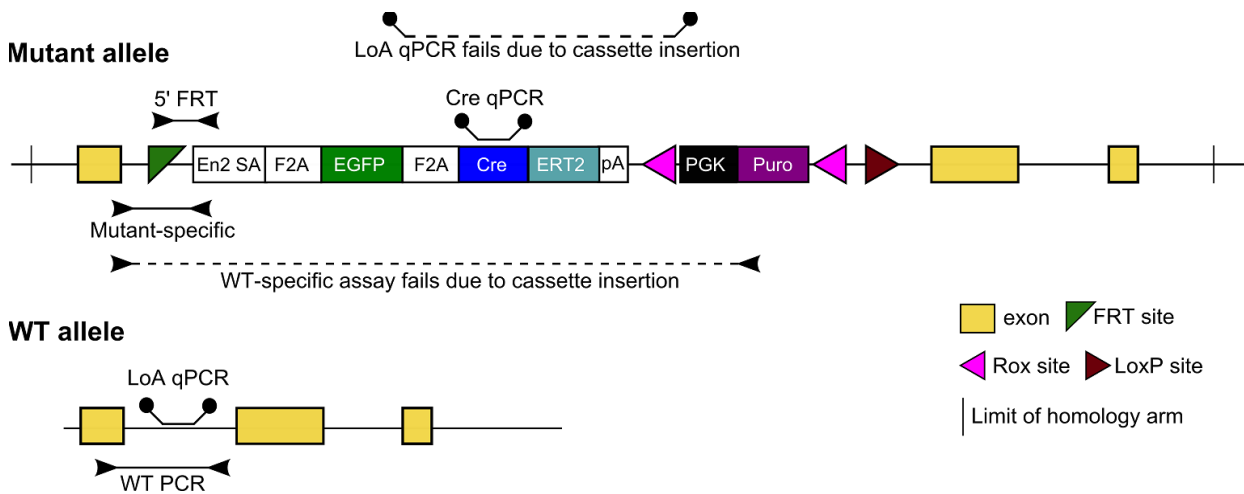 LoA qPCR fails due to cassette insertion
Mutant allele
5' FRT
Cre qPCR
En2 SA F2A EGFP F2A Cre ERT2 pA PGK Puro
Mutant-specific
WT-specific assay fails due to cassette insertion
WT allele
LoA qPCR
WT PCR
exon FRT site
Rox site LoxP site
Limit of homology arm